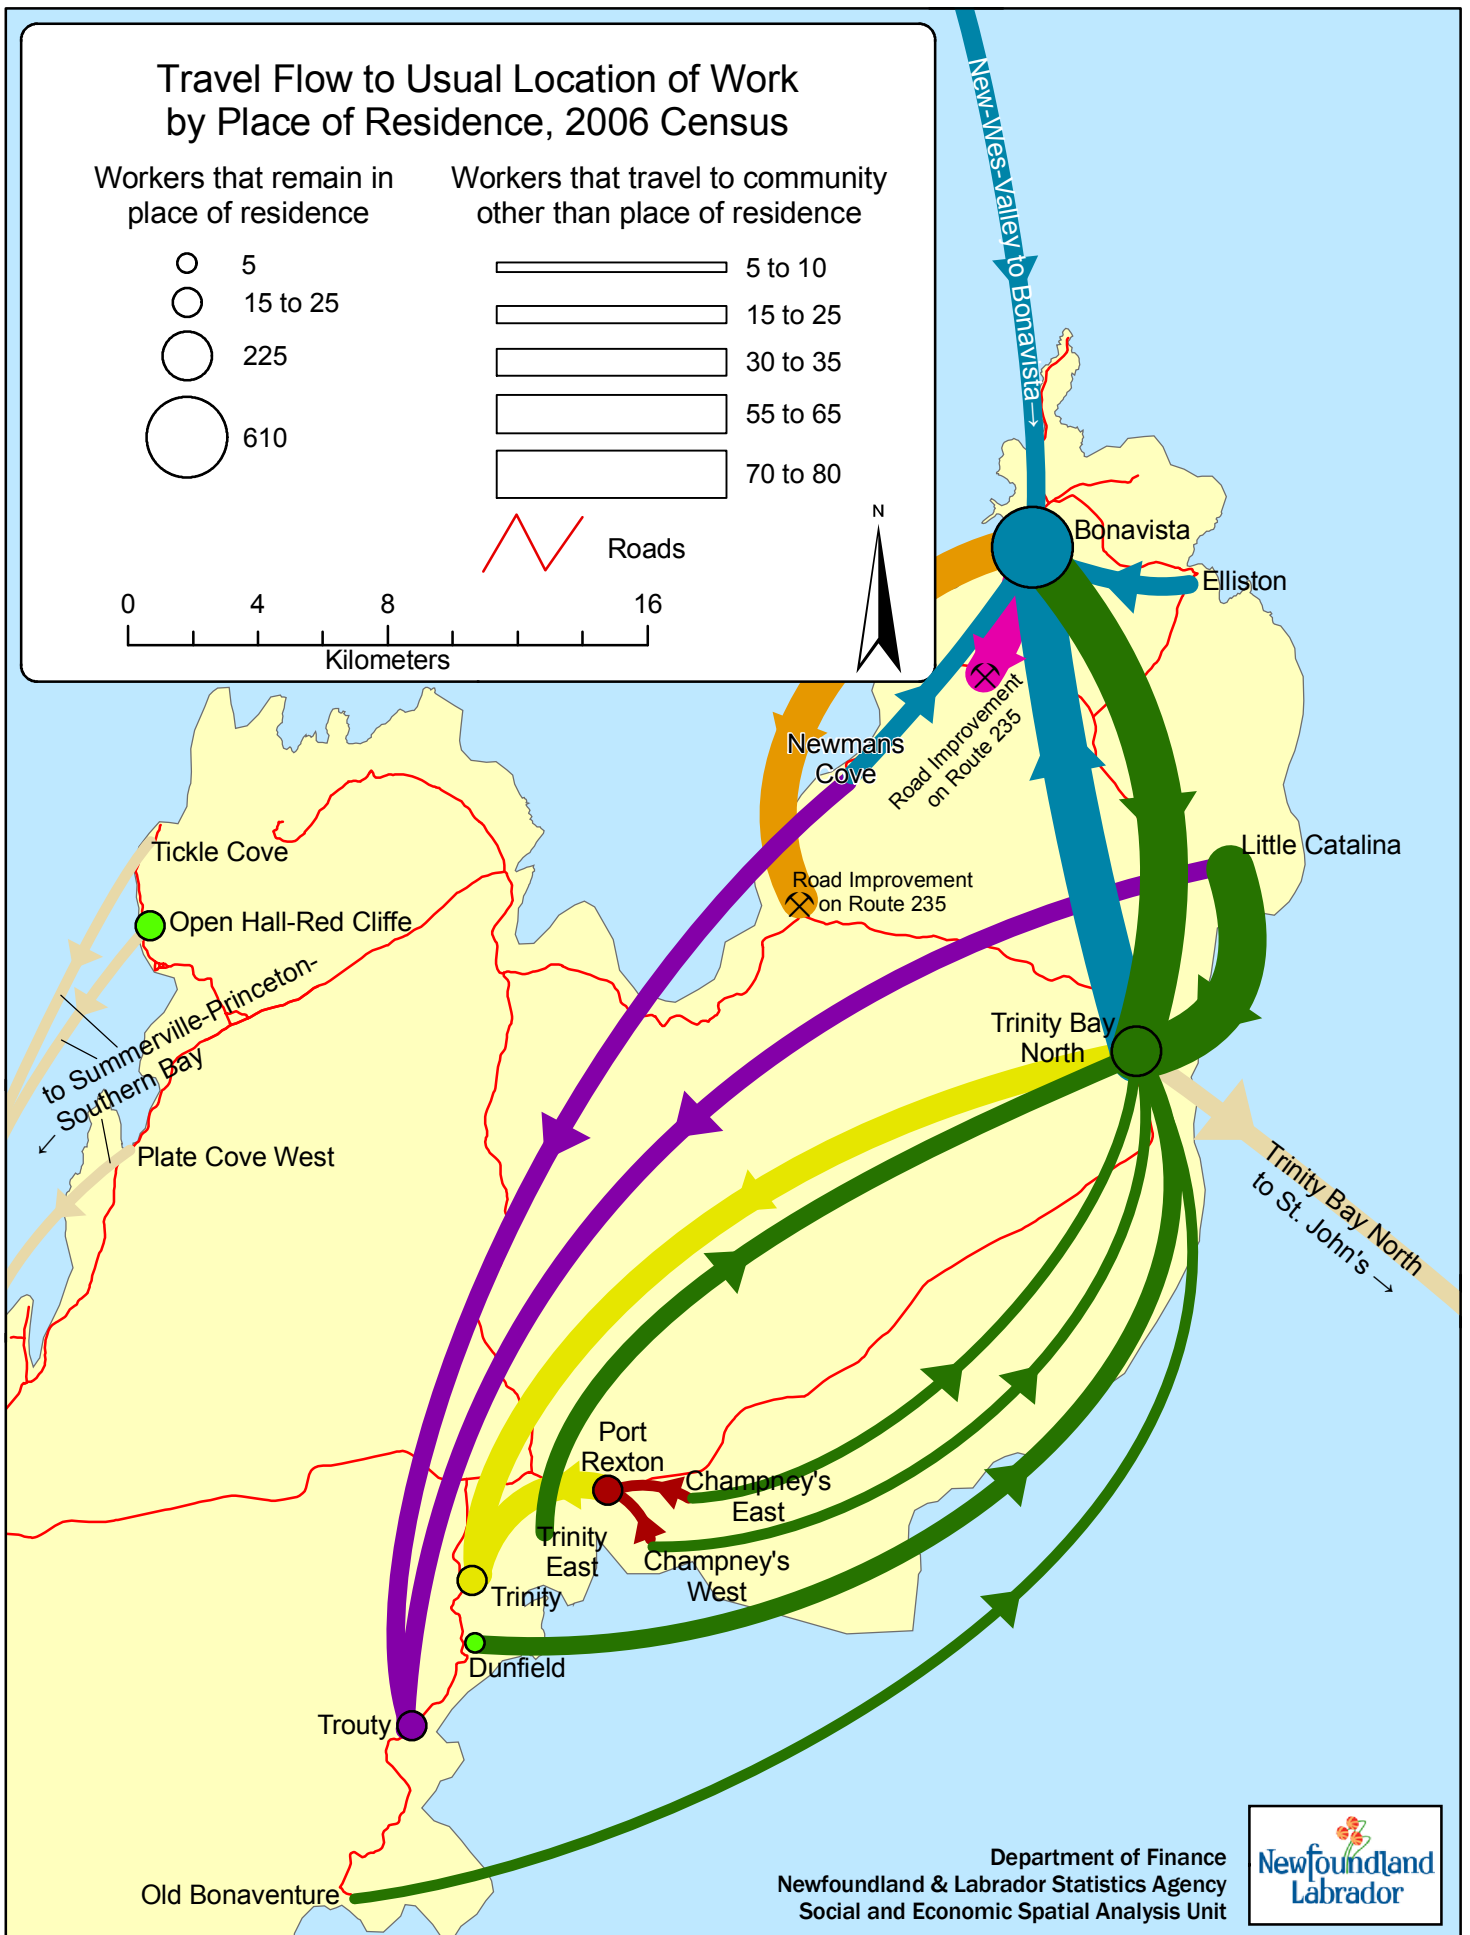 Travel Flow to Usual Location of Work
by Place of Residence, 2006 Census
Workers that remain in
place of residence
5
15 to 25
225
610
Workers that travel to community
other than place of residence
5 to 10
15 to 25
30 to 35
55 to 65
70 to 80
Roads
0 4 8 16
Kilometers
N
New-Wes-Valley to Bonavista→
Bonavista
Elliston
Road Improvement
on Route 235
Newmans
Cove
Little Catalina
Road Improvement
on Route 235
Tickle Cove
Open Hall-Red Cliffe
to Summerville-Princeton-
← Southern Bay
Plate Cove West
Trinity Bay
North
Trinity Bay North
to St. John's →
Port
Rexton
Champney's
East
Trinity
East
Champney's
West
Trinity
Dunfield
Trouty
Old Bonaventure
Department of Finance
Newfoundland & Labrador Statistics Agency
Social and Economic Spatial Analysis Unit
Newfoundland
Labrador